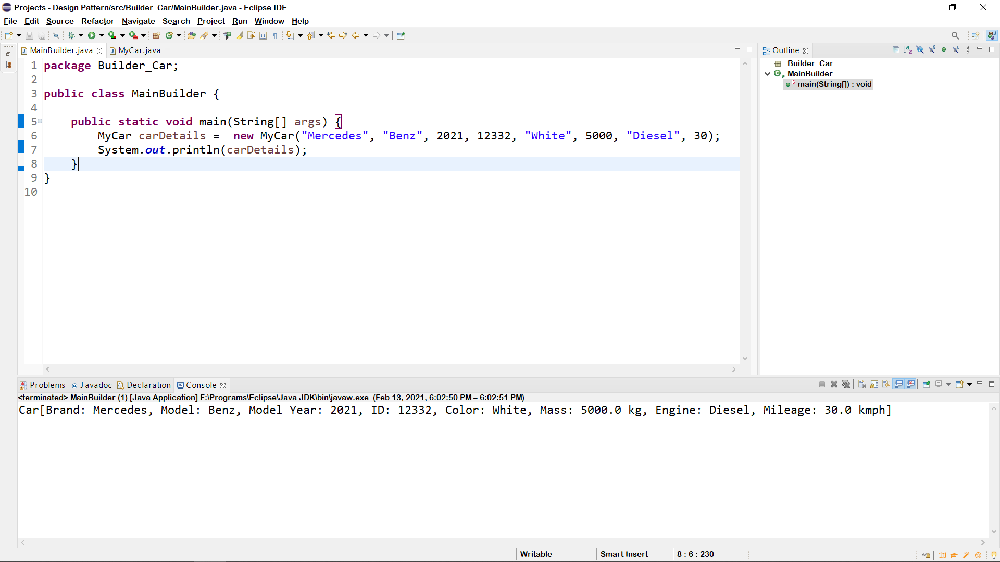 Projects - Design Pattern/src/Builder_Car/MainBuilder.java - Eclipse IDE
File Edit Source Refactor Navigate Search Project Run Window Help
MainBuilder.java MyCar.java
Outline
1 package Builder_Car;
2
3 public class MainBuilder {
4
5 public static void main(String[] args) {
6 MyCar carDetails = new MyCar("Mercedes", "Benz", 2021, 12332, "White", 5000, "Diesel", 30);
7 System.out.println(carDetails);
8 }
9 }
10
Builder_Car
MainBuilder
main(String[]) : void
Problems @ Javadoc Declaration Console
<terminated> MainBuilder (1) [Java Application] F:\Programs\Eclipse\Java JDK\bin\javaw.exe (Feb 13, 2021, 6:02:50 PM – 6:02:51 PM)
Car[Brand: Mercedes, Model: Benz, Model Year: 2021, ID: 12332, Color: White, Mass: 5000.0 kg, Engine: Diesel, Mileage: 30.0 kmph]
Writable Smart Insert 8 : 6 : 230